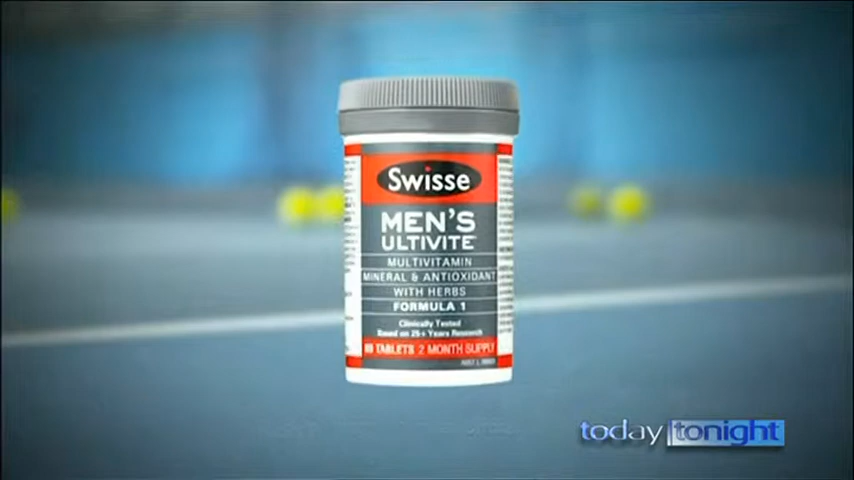 Swisse
MEN'S
ULTIVITE
MULTIVITAMIN
MINERAL & ANTIOXIDANT
WITH HERBS
FORMULA 1
Clinically Tested
Based on 25+ Years Research
TABLETS 2 MONTH SUPPLY
today tonight